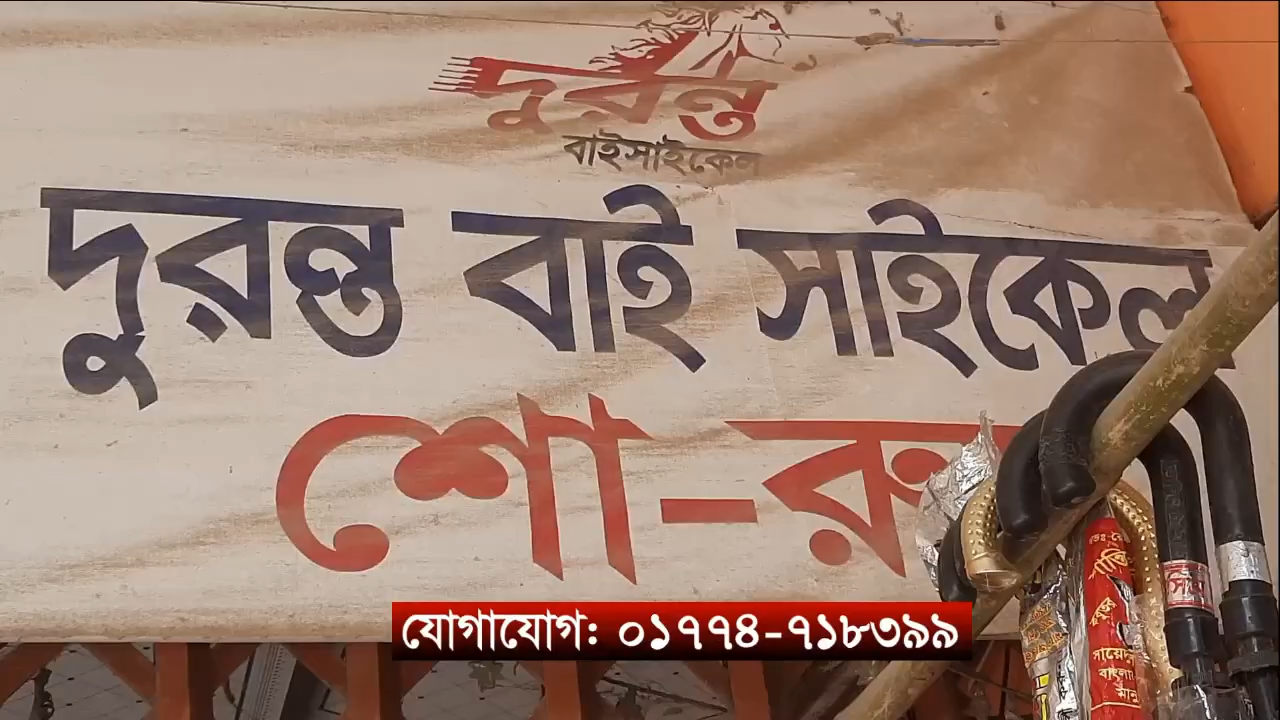 দুরন্ত
বাইসাইকেল
দুরন্ত বাই সাইকেল
শো-রু
যোগাযোগঃ ০১৭৭৪-৭১৮৩৯৯